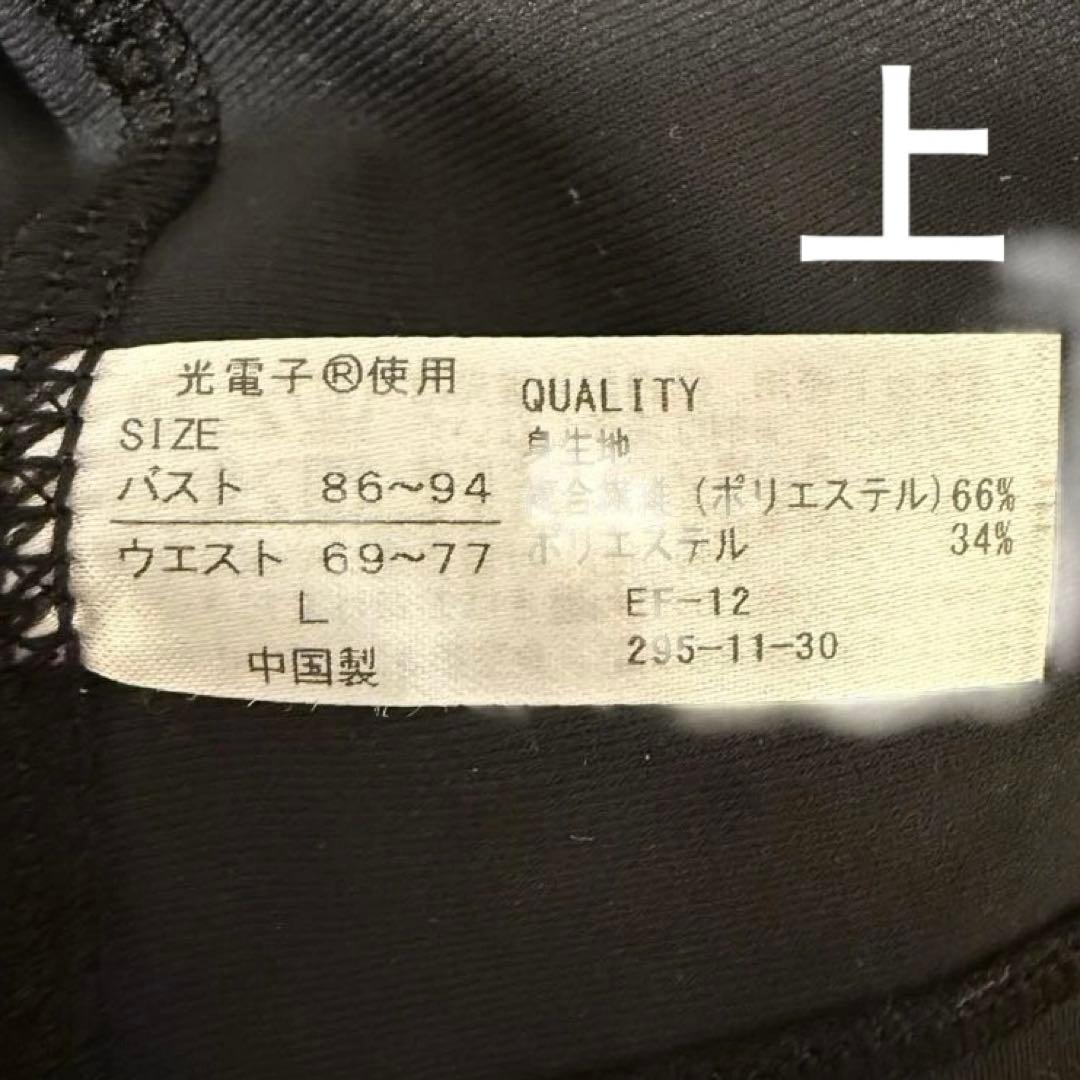 上
光電子®使用
SIZE
バスト 86〜94
ウエスト 69〜77
L
中国製
QUALITY
身生地
複合繊維 (ポリエステル) 66%
ポリエステル 34%
EF-12
295-11-30